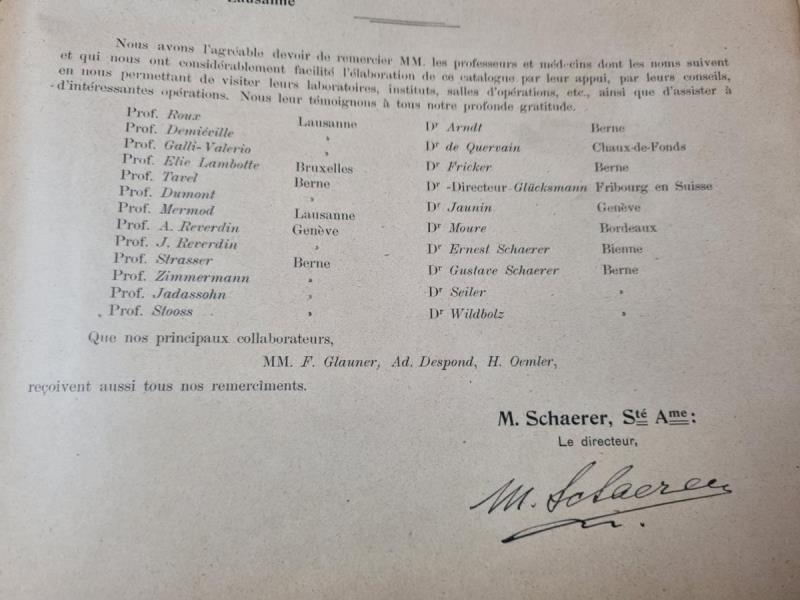 Lausanne
Nous avons l'agréable devoir de remercier MM. les professeurs et médecins dont les noms suivent
et qui nous ont considérablement facilité l'élaboration de ce catalogue par leur appui, par leurs conseils,
en nous permettant de visiter leurs laboratoires, instituts, salles d'opérations, etc., ainsi que d'assister à
d'intéressantes opérations. Nous leur témoignons à tous notre profonde gratitude.
Prof. Roux Lausanne Dr Arndt Berne
Prof. Demiéville » Dr de Quervain Chaux-de-Fonds
Prof. Galli-Valerio » Dr Fricker Berne
Prof. Elie Lambotte Bruxelles Dr-Directeur Glücksmann Fribourg en Suisse
Prof. Tavel Berne Dr Jaunin Genève
Prof. Dumont » Dr Moure Bordeaux
Prof. Mermod Lausanne Dr Ernest Schaerer Bienne
Prof. A. Reverdin Genève Dr Gustave Schaerer Berne
Prof. J. Reverdin » Dr Seiler »
Prof. Strasser Berne Dr Wildbolz »
Prof. Zimmermann »
Prof. Jadassohn »
Prof. Stooss »
Que nos principaux collaborateurs,
MM. F. Glauner, Ad. Despond, H. Oemler,
reçoivent aussi tous nos remercîments.
M. Schaerer, Sté Ame:
Le directeur,
M. Schaerer